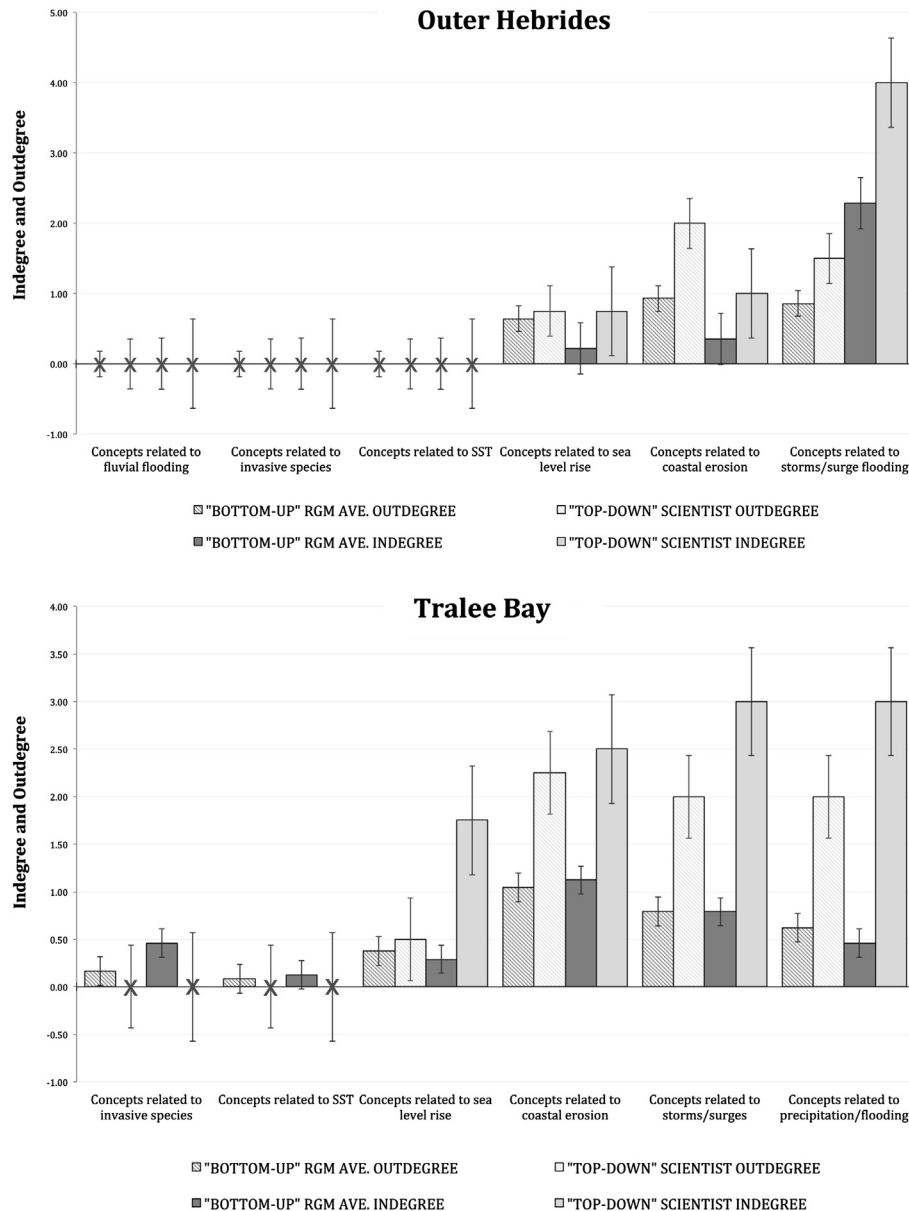 Outer Hebrides
Indegree and Outdegree
5.00
4.00
3.00
2.00
1.00
0.00
-1.00
X X X X X X X X X X X X
Concepts related to
fluvial flooding
Concepts related to
invasive species
Concepts related to SST
Concepts related to sea
level rise
Concepts related to
coastal erosion
Concepts related to
storms/surge flooding
"BOTTOM-UP" RGM AVE. OUTDEGREE
"TOP-DOWN" SCIENTIST OUTDEGREE
"BOTTOM-UP" RGM AVE. INDEGREE
"TOP-DOWN" SCIENTIST INDEGREE
Tralee Bay
Indegree and Outdegree
4.00
3.50
3.00
2.50
2.00
1.50
1.00
0.50
0.00
-0.50
-1.00
X X X X
Concepts related to
invasive species
Concepts related to SST
Concepts related to sea
level rise
Concepts related to
coastal erosion
Concepts related to
storms/surges
Concepts related to
precipitation/flooding
"BOTTOM-UP" RGM AVE. OUTDEGREE
"TOP-DOWN" SCIENTIST OUTDEGREE
"BOTTOM-UP" RGM AVE. INDEGREE
"TOP-DOWN" SCIENTIST INDEGREE